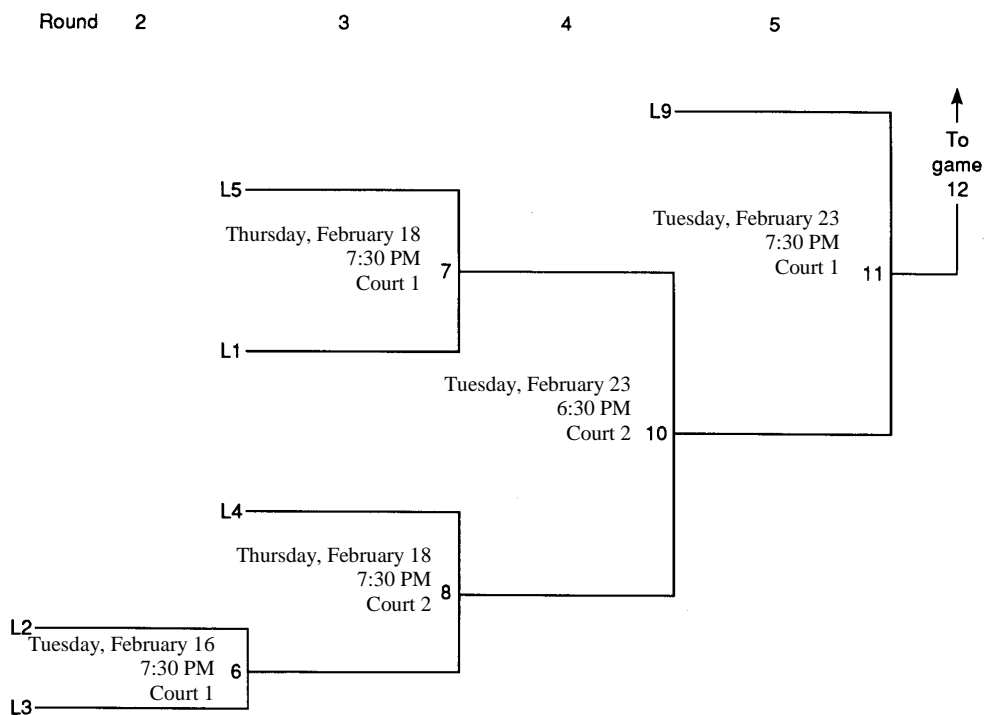 Round 2 3 4 5
L9
To
game
12
L5
Tuesday, February 23
7:30 PM
Court 1
11
Thursday, February 18
7:30 PM
Court 1
7
L1
Tuesday, February 23
6:30 PM
Court 2
10
L4
Thursday, February 18
7:30 PM
Court 2
8
L2
Tuesday, February 16
7:30 PM
Court 1
6
L3